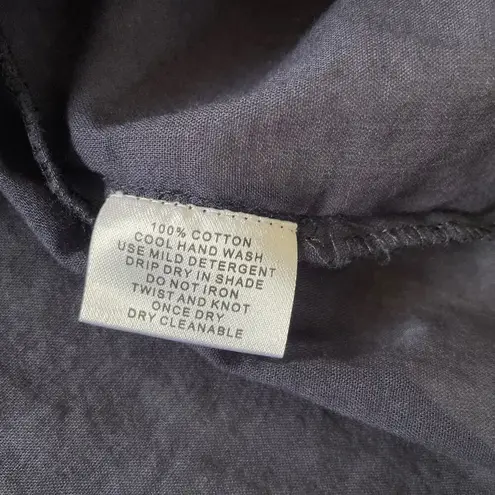 100% COTTON
COOL HAND WASH
USE MILD DETERGENT
DRIP DRY IN SHADE
DO NOT IRON
TWIST AND KNOT
ONCE DRY
DRY CLEANABLE